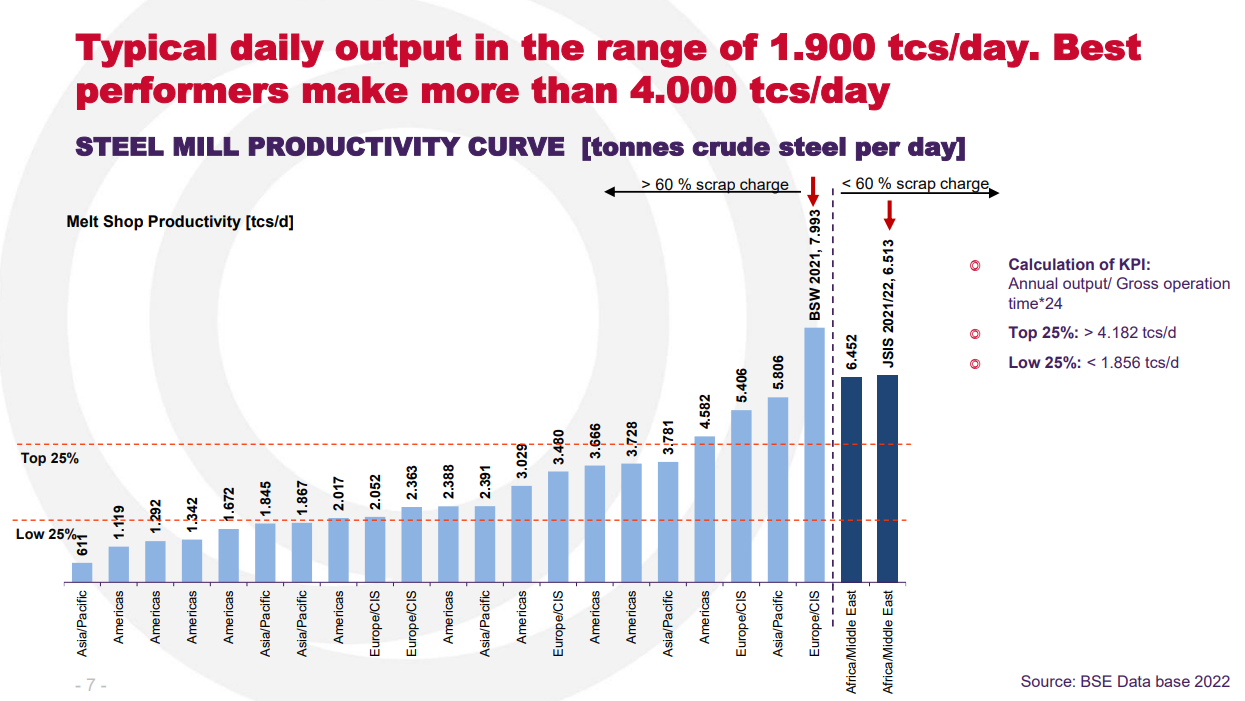 Typical daily output in the range of 1.900 tcs/day. Best
performers make more than 4.000 tcs/day
STEEL MILL PRODUCTIVITY CURVE [tonnes crude steel per day]
> 60 % scrap charge
< 60 % scrap charge
Melt Shop Productivity [tcs/d]
Top 25%
Low 25%
611
1.119
1.292
1.342
1.672
1.845
1.867
2.017
2.052
2.363
2.388
2.391
3.029
3.480
3.666
3.728
3.781
4.582
5.406
5.806
BSW 2021, 7.993
6.452
JSIS 2021/22, 6.513
Asia/Pacific
Americas
Americas
Americas
Americas
Asia/Pacific
Asia/Pacific
Americas
Europe/CIS
Europe/CIS
Americas
Asia/Pacific
Americas
Europe/CIS
Americas
Americas
Asia/Pacific
Americas
Europe/CIS
Asia/Pacific
Europe/CIS
Africa/Middle East
Africa/Middle East
Calculation of KPI:
Annual output/ Gross operation
time*24
Top 25%: > 4.182 tcs/d
Low 25%: < 1.856 tcs/d
- 7 -
Source: BSE Data base 2022